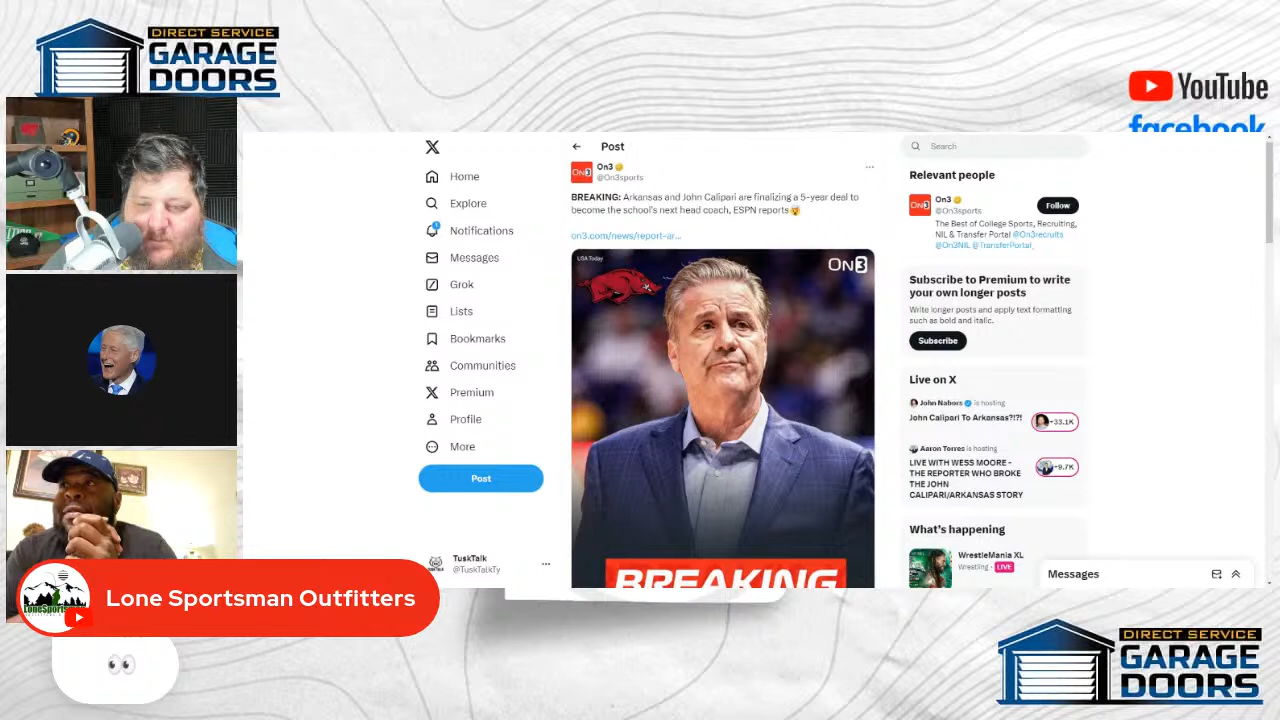 DIRECT SERVICE
GARAGE
DOORS
YouTube
facebook
Post
On3
@On3sports
BREAKING: Arkansas and John Calipari are finalizing a 5-year deal to
become the school's next head coach, ESPN reports
on3.com/news/report-ar...
USA Today
ON3
BREAKING
Home
Explore
Notifications
Messages
Grok
Lists
Bookmarks
Communities
Premium
Profile
More
Post
TuskTalk
@TuskTalkTy
Search
Relevant people
On3
@On3sports
Follow
The Best of College Sports, Recruiting,
NIL & Transfer Portal @On3recruits
@On3NIL @TransferPortal_
Subscribe to Premium to write
your own longer posts
Write longer posts and apply text formatting
such as bold and italic.
Subscribe
Live on X
John Nabors is hosting
John Calipari To Arkansas?!?!
+33.1K
Aaron Torres is hosting
LIVE WITH WESS MOORE -
THE REPORTER WHO BROKE
THE JOHN
CALIPARI/ARKANSAS STORY
+9.7K
What's happening
WrestleMania XL
Wrestling · LIVE
Messages
Lone Sportsman Outfitters
DIRECT SERVICE
GARAGE
DOORS